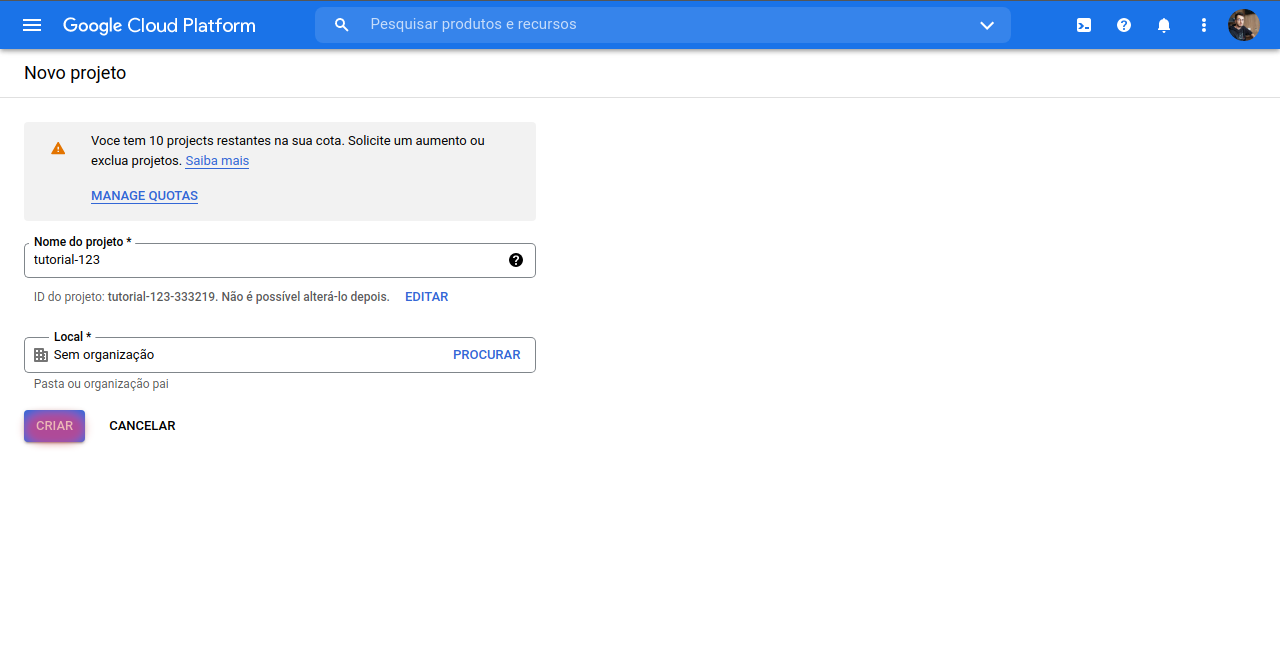 Google Cloud Platform
Pesquisar produtos e recursos
Novo projeto
Voce tem 10 projects restantes na sua cota. Solicite um aumento ou
exclua projetos. Saiba mais
MANAGE QUOTAS
Nome do projeto *
tutorial-123
ID do projeto: tutorial-123-333219. Não é possível alterá-lo depois. EDITAR
Local *
Sem organização PROCURAR
Pasta ou organização pai
CRIAR CANCELAR